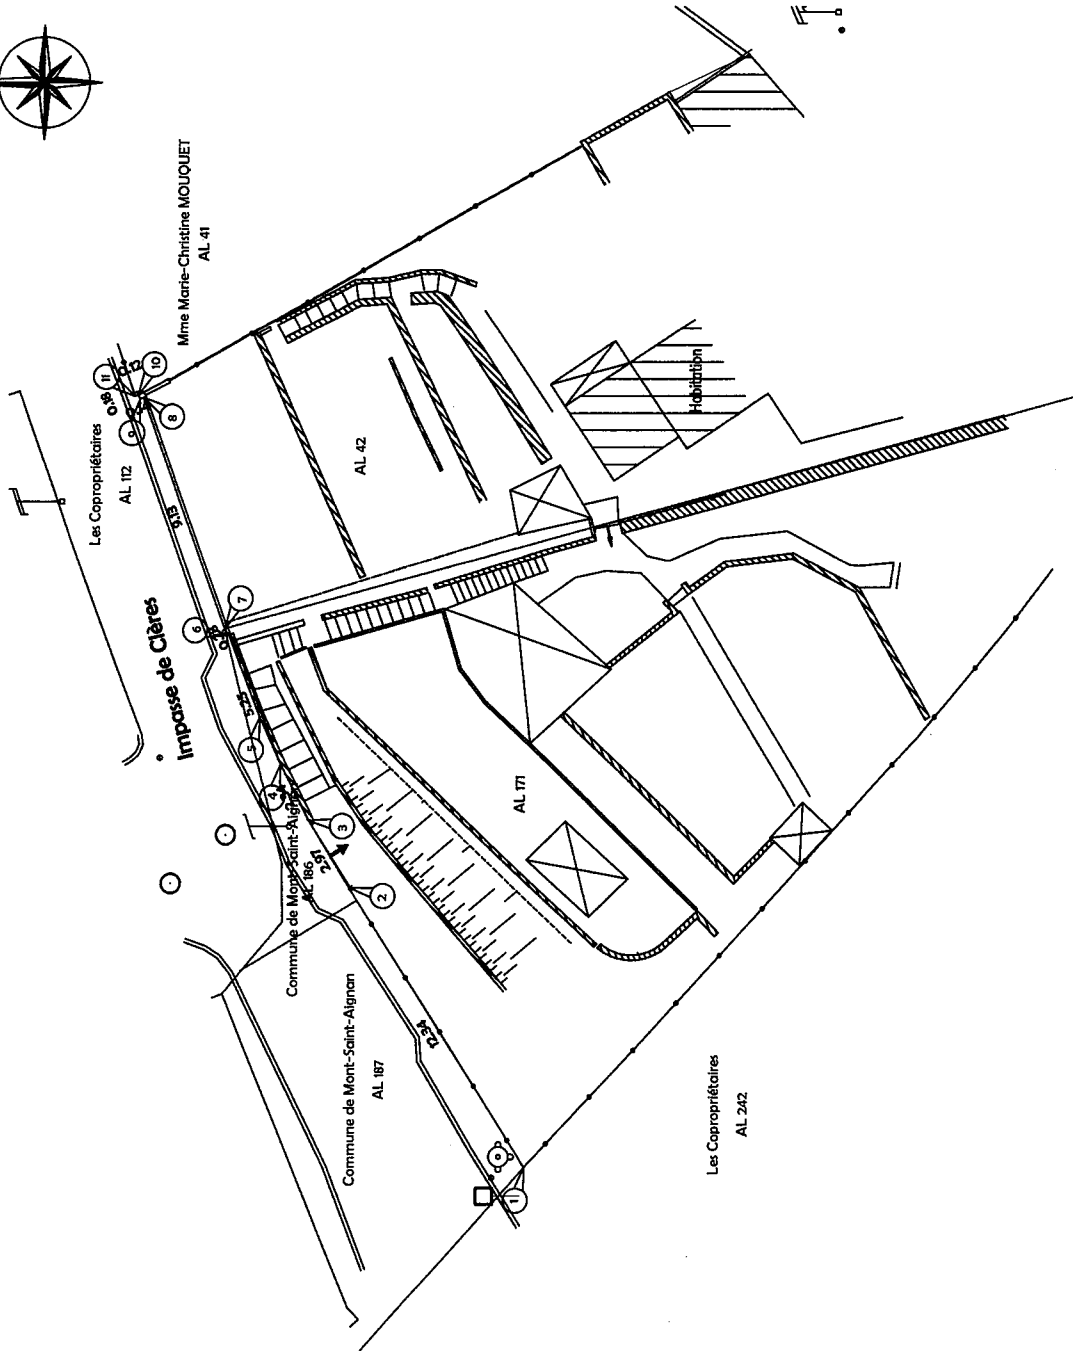 Mme Marie-Christine MOUQUET
AL 41
Les Copropriétaires
AL 112
Impasse de Clères
11
0.12
10
0.18
9
8
9.13
AL 42
Habitation
6
7
5.25
5
4
3
2.97
2
Commune de Mont-Saint-Aignan
AL 186
AL 171
Commune de Mont-Saint-Aignan
AL 187
12.34
1
Les Copropriétaires
AL 242